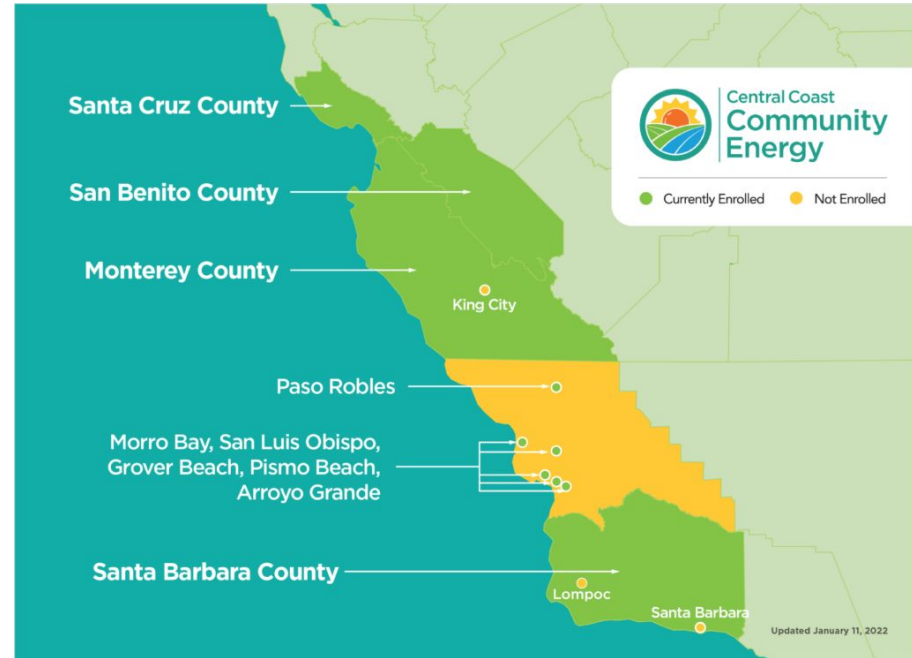 Santa Cruz County
San Benito County
Monterey County
King City
Paso Robles
Morro Bay, San Luis Obispo,
Grover Beach, Pismo Beach,
Arroyo Grande
Santa Barbara County
Lompoc
Santa Barbara
Central Coast
Community
Energy
Currently Enrolled
Not Enrolled
Updated January 11, 2022